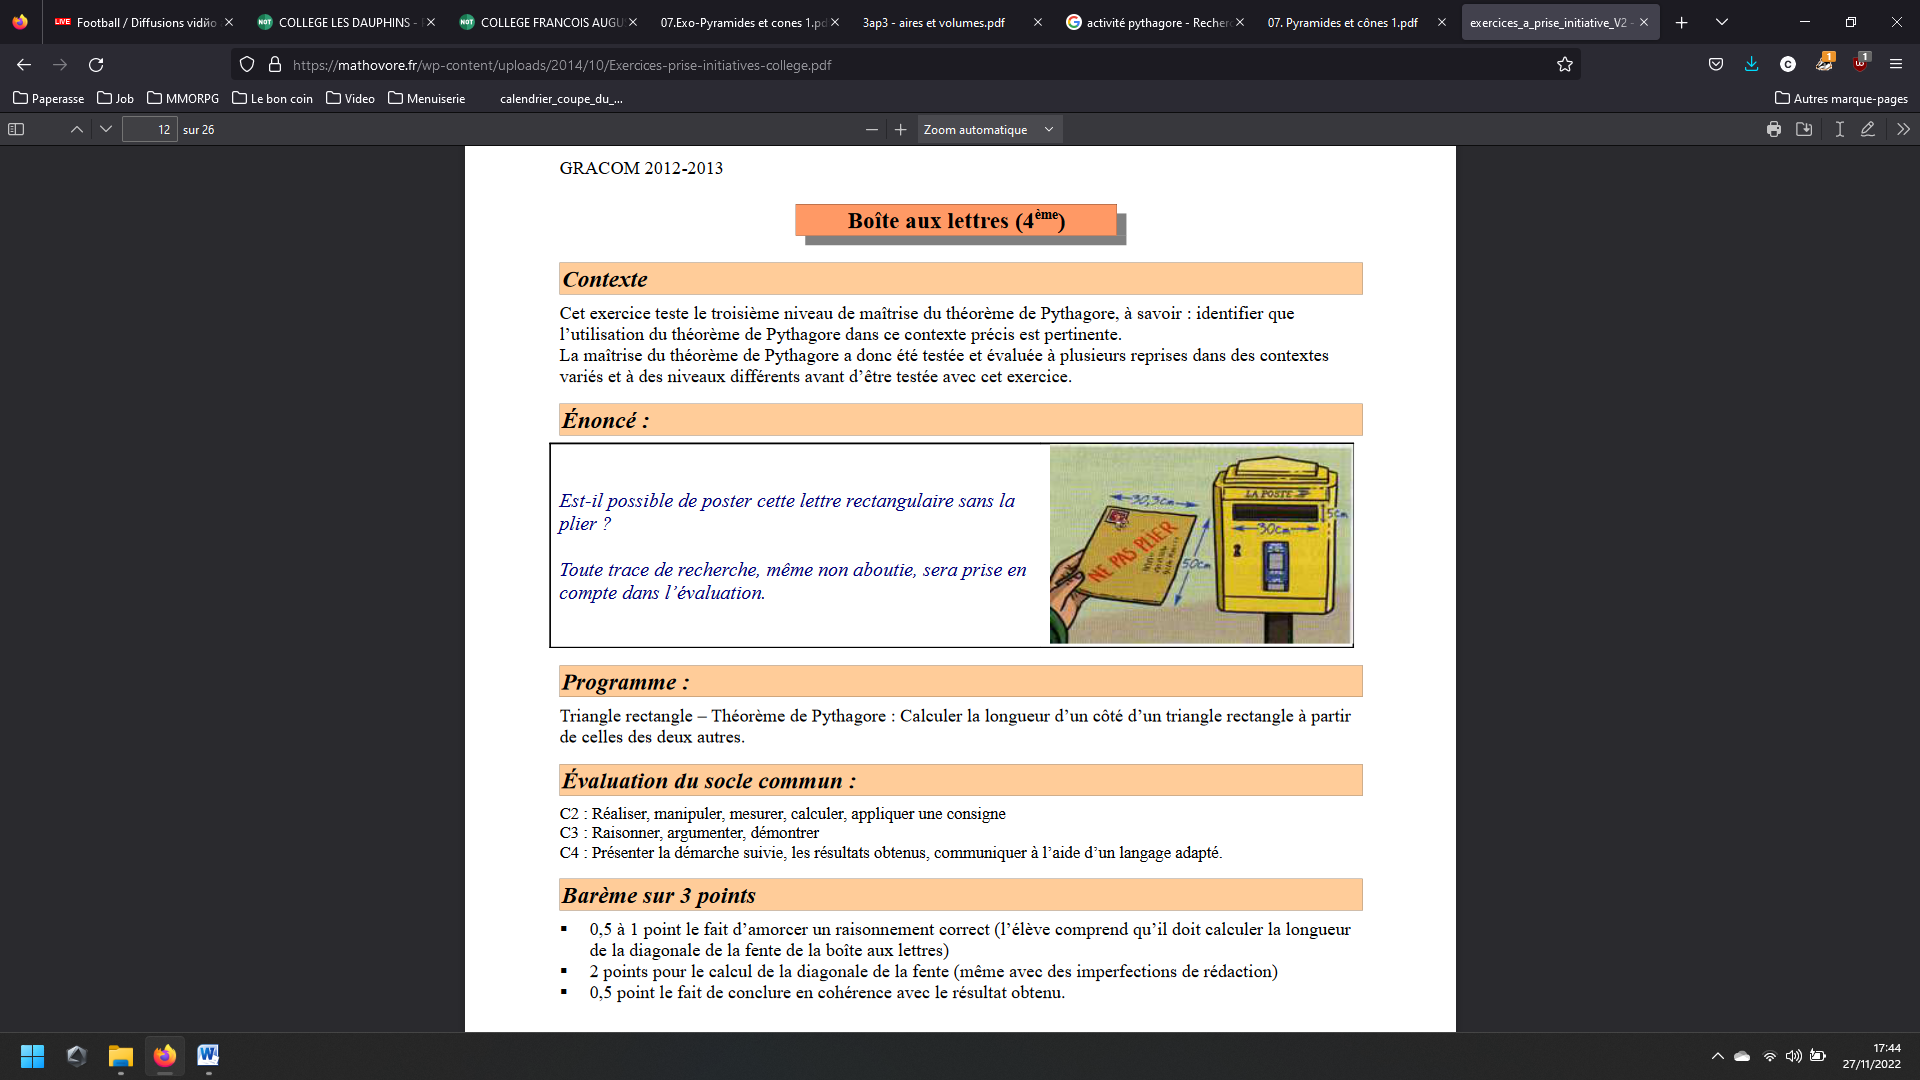 Football / Diffusions vidéo
COLLEGE LES DAUPHINS -
COLLEGE FRANCOIS AUGU
07.Exo-Pyramides et cones 1.pd
3ap3 - aires et volumes.pdf
activité pythagore - Recher
07. Pyramides et cônes 1.pdf
exercices_a_prise_initiative_V2 -
https://mathovore.fr/wp-content/uploads/2014/10/Exercices-prise-initiatives-college.pdf
Paperasse
Job
MMORPG
Le bon coin
Video
Menuiserie
calendrier_coupe_du_...
Autres marque-pages
12 sur 26
Zoom automatique
GRACOM 2012-2013
Boîte aux lettres (4ème)
Contexte
Cet exercice teste le troisième niveau de maîtrise du théorème de Pythagore, à savoir : identifier que
l’utilisation du théorème de Pythagore dans ce contexte précis est pertinente.
La maîtrise du théorème de Pythagore a donc été testée et évaluée à plusieurs reprises dans des contextes
variés et à des niveaux différents avant d’être testée avec cet exercice.
Énoncé :
Est-il possible de poster cette lettre rectangulaire sans la
plier ?
Toute trace de recherche, même non aboutie, sera prise en
compte dans l’évaluation.
30,3cm
NE PAS PLIER
50cm
LA POSTE
5cm
30cm
Programme :
Triangle rectangle – Théorème de Pythagore : Calculer la longueur d’un côté d’un triangle rectangle à partir
de celles des deux autres.
Évaluation du socle commun :
C2 : Réaliser, manipuler, mesurer, calculer, appliquer une consigne
C3 : Raisonner, argumenter, démontrer
C4 : Présenter la démarche suivie, les résultats obtenus, communiquer à l’aide d’un langage adapté.
Barème sur 3 points
▪ 0,5 à 1 point le fait d’amorcer un raisonnement correct (l’élève comprend qu’il doit calculer la longueur
de la diagonale de la fente de la boîte aux lettres)
▪ 2 points pour le calcul de la diagonale de la fente (même avec des imperfections de rédaction)
▪ 0,5 point le fait de conclure en cohérence avec le résultat obtenu.
17:44
27/11/2022